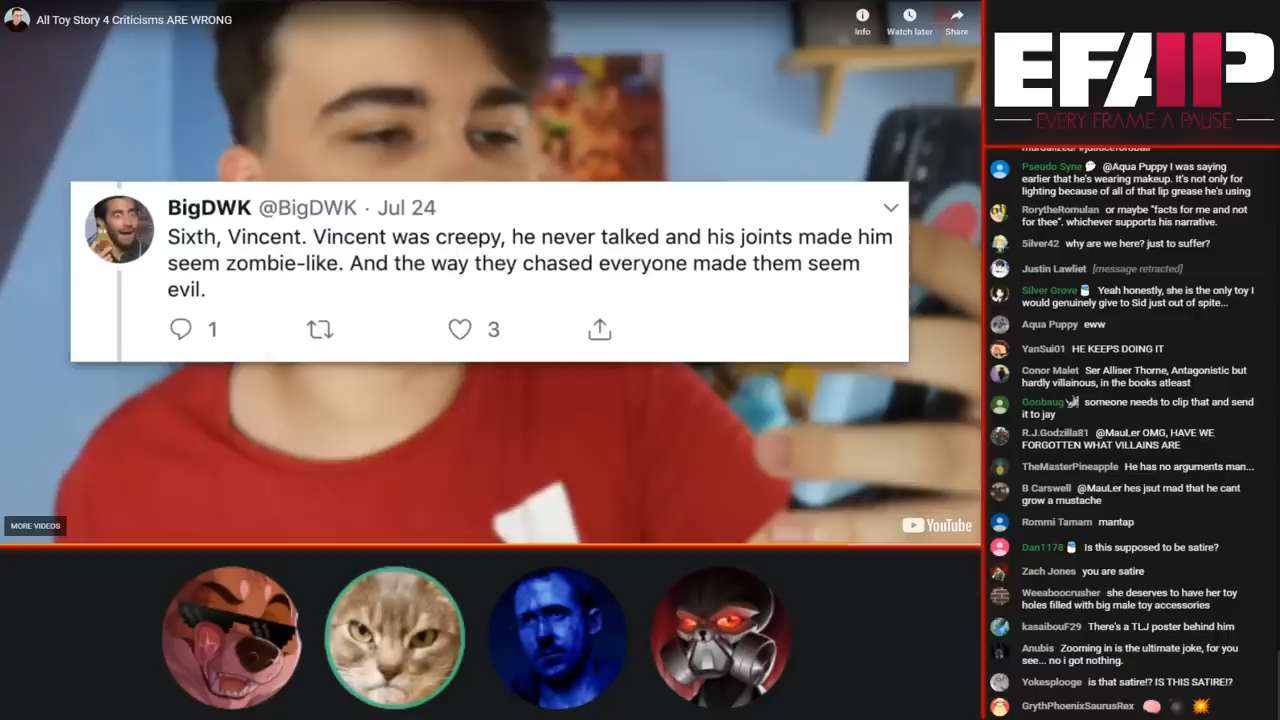 All Toy Story 4 Criticisms ARE WRONG
Info
Watch later
Share
BigDWK @BigDWK · Jul 24
Sixth, Vincent. Vincent was creepy, he never talked and his joints made him
seem zombie-like. And the way they chased everyone made them seem
evil.
1
3
MORE VIDEOS
YouTube
EFAP
EVERY FRAME A PAUSE
Pseudo Syne @Aqua Puppy I was saying
earlier that he's wearing makeup. It's not only for
lighting because of all of that lip grease he's using
RorytheRomulan or maybe "facts for me and not
for thee". whichever supports his narrative.
Silver42 why are we here? just to suffer?
Justin Lawliet [message retracted]
Silver Grove Yeah honestly, she is the only toy I
would genuinely give to Sid just out of spite...
Aqua Puppy eww
YanSui01 HE KEEPS DOING IT
Conor Malet Ser Alliser Thorne, Antagonistic but
hardly villainous, in the books atleast
Goobaug someone needs to clip that and send
it to jay
R.J.Godzilla81 @MauLer OMG, HAVE WE
FORGOTTEN WHAT VILLAINS ARE
TheMasterPineapple He has no arguments man...
B Carswell @MauLer hes jsut mad that he cant
grow a mustache
Rommi Tamam mantap
Dan1178 Is this supposed to be satire?
Zach Jones you are satire
Weeaboocrusher she deserves to have her toy
holes filled with big male toy accessories
kasaibouF29 There's a TLJ poster behind him
Anubis Zooming in is the ultimate joke, for you
see... no i got nothing.
Yokesplooge is that satire!? IS THIS SATIRE!?
GrythPhoenixSaurusRex